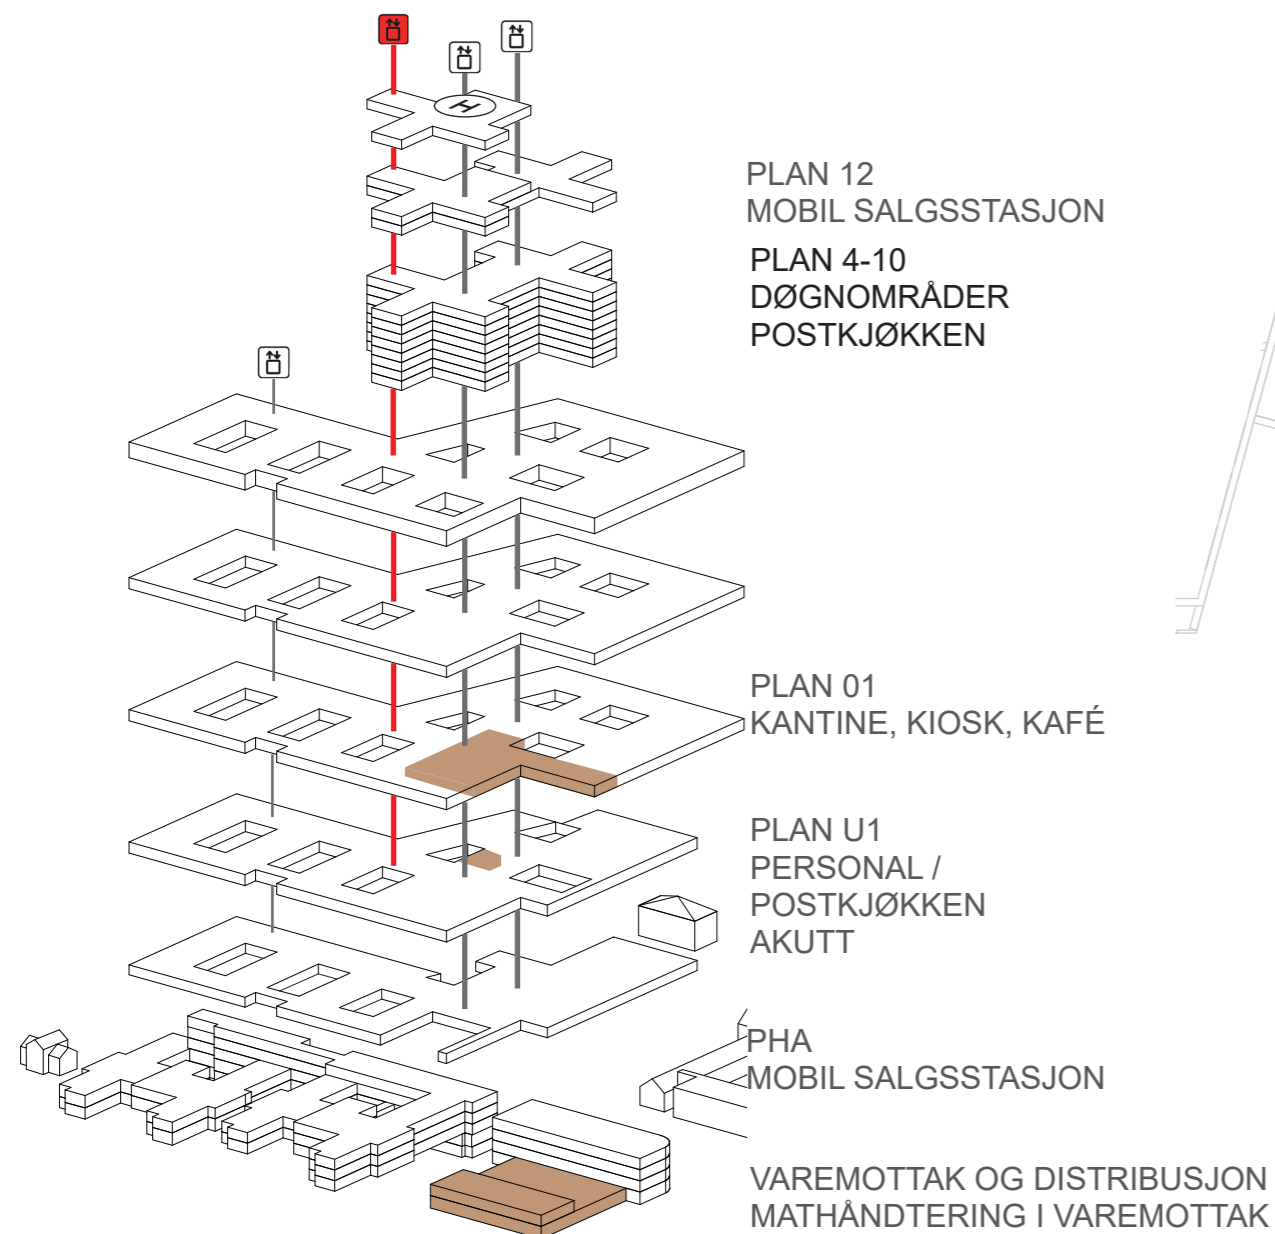 H
PLAN 12
MOBIL SALGSSTASJON
PLAN 4-10
DØGNOMRÅDER
POSTKJØKKEN
PLAN 01
KANTINE, KIOSK, KAFÉ
PLAN U1
PERSONAL /
POSTKJØKKEN
AKUTT
PHA
MOBIL SALGSSTASJON
VAREMOTTAK OG DISTRIBUSJON
MATHÅNDTERING I VAREMOTTAK